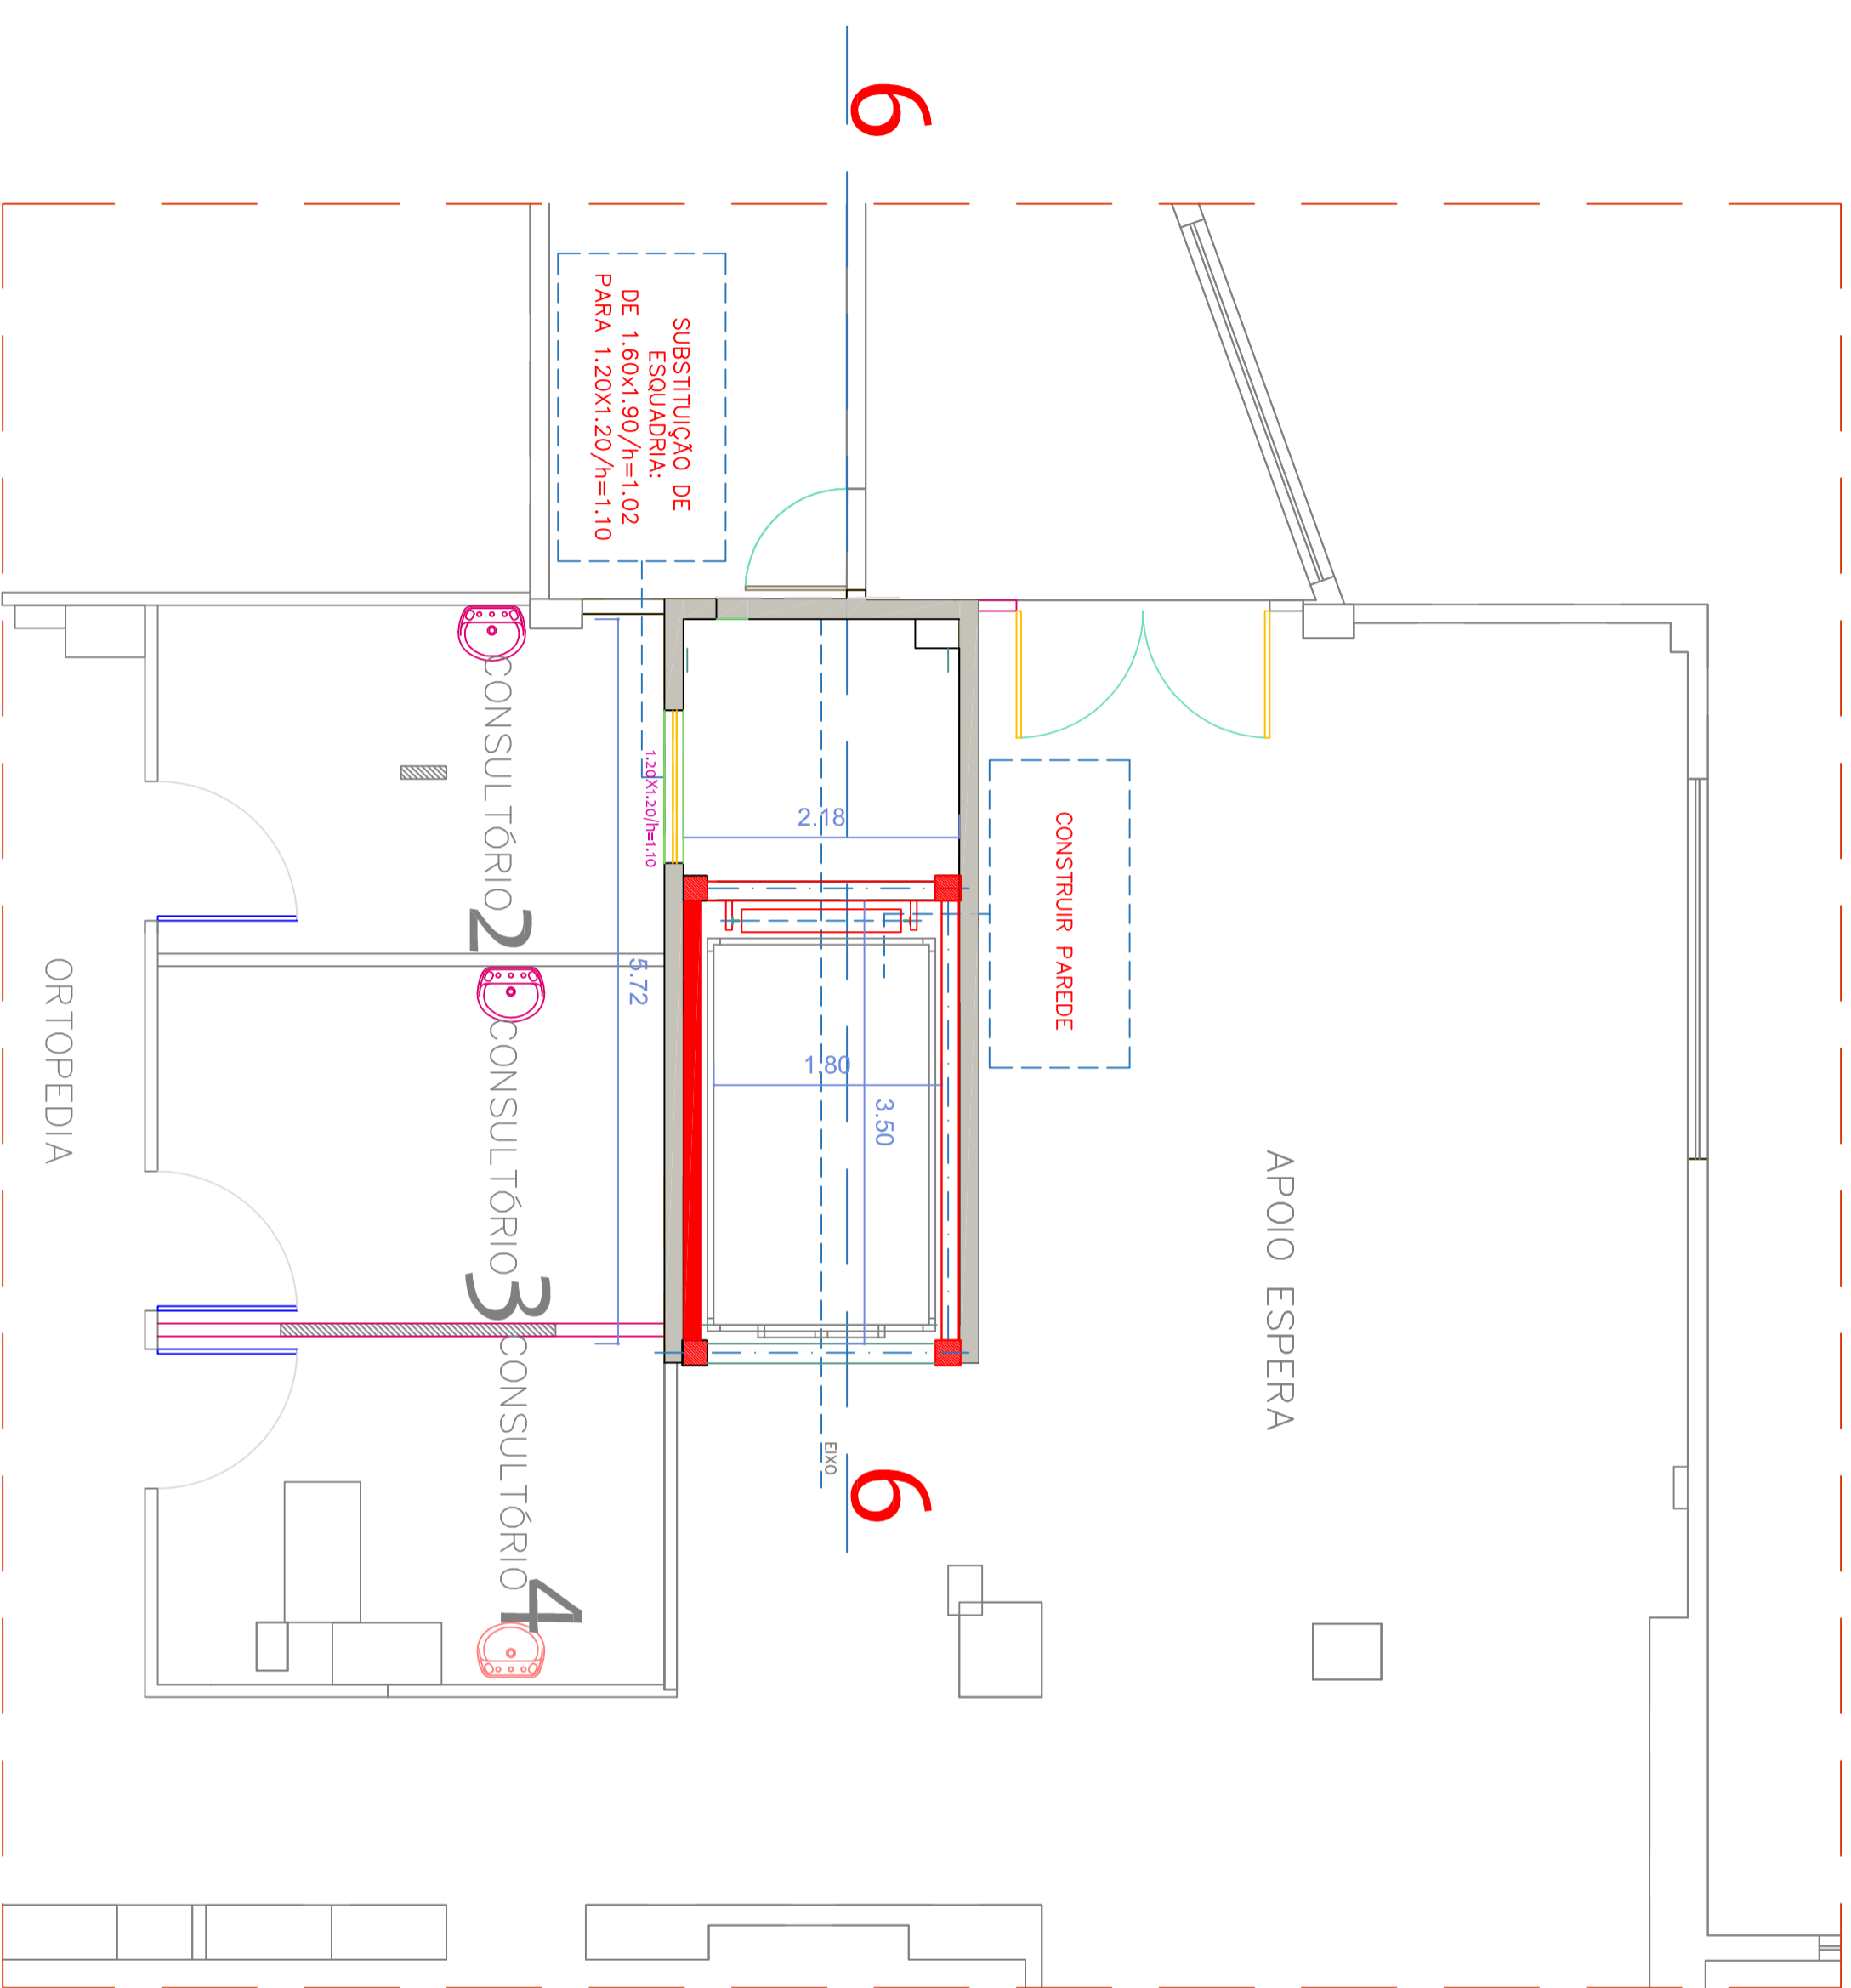 6
SUBSTITUIÇÃO DE
ESQUADRIA:
DE 1.60x1.90/h=1.02
PARA 1.20X1.20/h=1.10
1.20X1.20/h=1.10
2.18
CONSTRUIR PAREDE
CONSULTÓRIO 2
5.72
1.80
3.50
ORTOPEDIA
CONSULTÓRIO 3
APOIO ESPERA
CONSULTÓRIO 4
EIXO
6